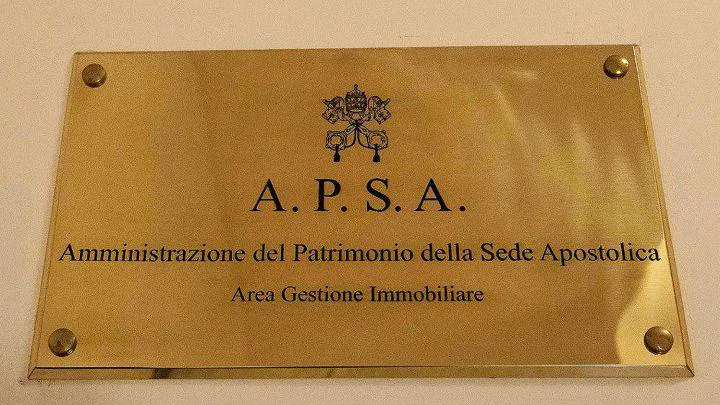 A. P. S. A.
Amministrazione del Patrimonio della Sede Apostolica
Area Gestione Immobiliare